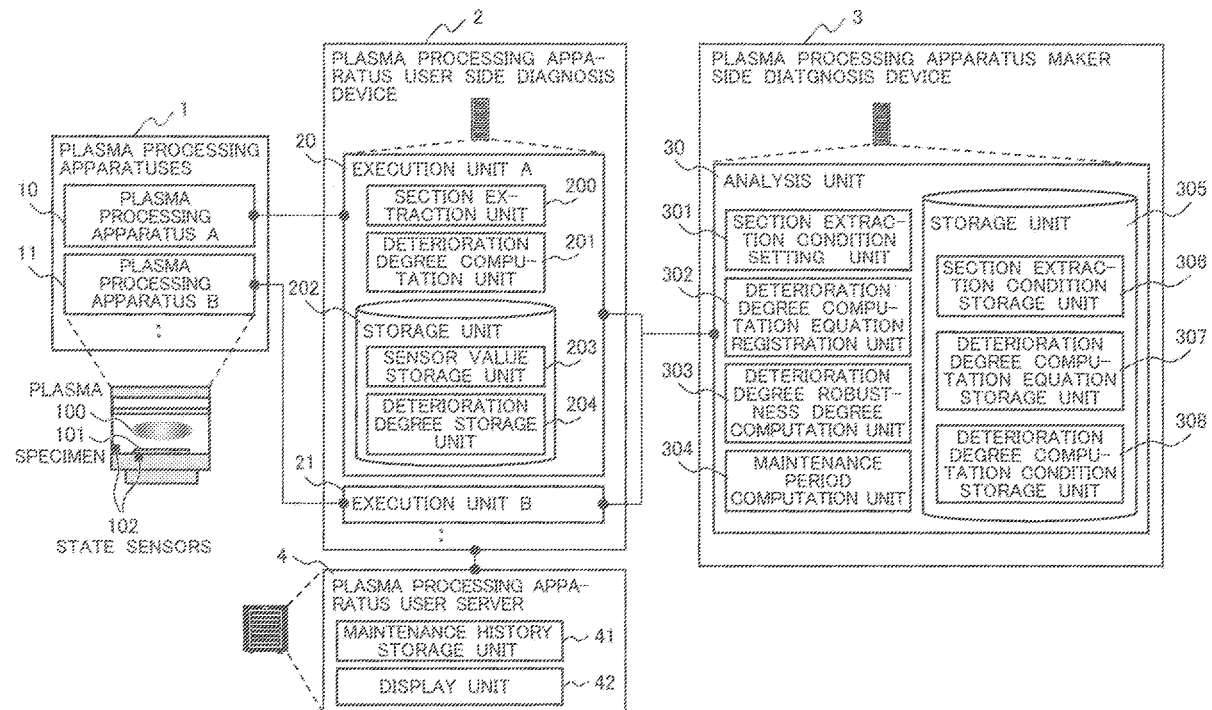 1
PLASMA PROCESSING
APPARATUSES
10
PLASMA
PROCESSING
APPARATUS A
11
PLASMA
PROCESSING
APPARATUS B
PLASMA
100
101
SPECIMEN
102
STATE SENSORS
2
PLASMA PROCESSING APPA-
RATUS USER SIDE DIAGNOSIS
DEVICE
20
EXECUTION UNIT A
SECTION EX-
TRACTION UNIT
200
DETERIORATION
DEGREE COMPU-
TATION UNIT
201
202
STORAGE UNIT
SENSOR VALUE
STORAGE UNIT
203
DETERIORATION
DEGREE STORAGE
UNIT
204
21
EXECUTION UNIT B
4
PLASMA PROCESSING APPA-
RATUS USER SERVER
MAINTENANCE HISTORY
STORAGE UNIT
41
DISPLAY UNIT
42
3
PLASMA PROCESSING APPARATUS MAKER
SIDE DIATGNOSIS DEVICE
30
ANALYSIS UNIT
301
SECTION EXTRAC-
TION CONDITION
SETTING UNIT
302
DETERIORATION
DEGREE COMPU-
TATION EQUATION
REGISTRATION UNIT
303
DETERIORATION
DEGREE ROBUST-
NESS DEGREE
COMPUTATION UNIT
304
MAINTENANCE
PERIOD
COMPUTATION UNIT
305
STORAGE UNIT
SECTION EXTRAC-
TION CONDITION
STORAGE UNIT
306
DETERIORATION
DEGREE COMPU-
TATION EQUATION
STORAGE UNIT
307
DETERIORATION
DEGREE COMPU-
TATION CONDITION
STORAGE UNIT
308